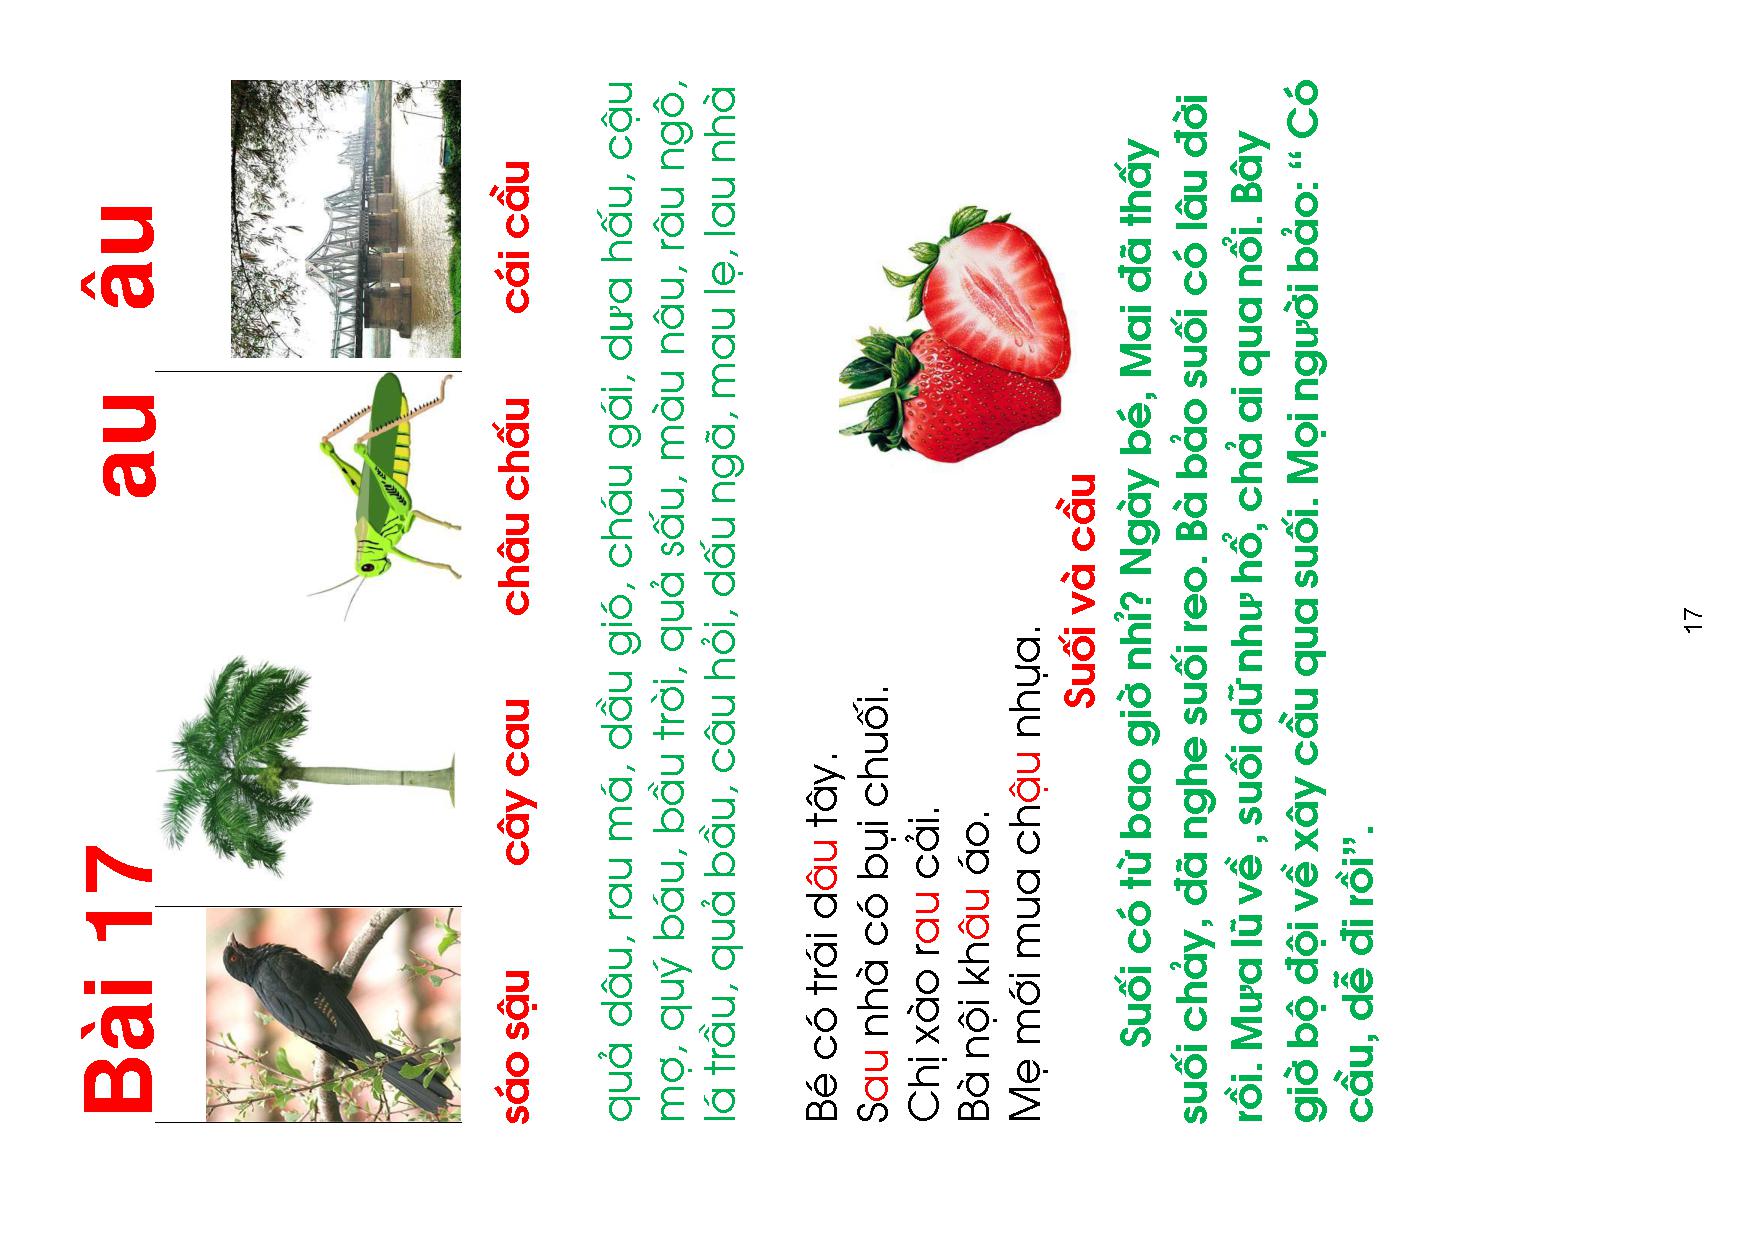 Bài 17 au âu
sáo sậu cây cau châu chấu cái cầu
quả dâu, rau má, dầu gió, cháu gái, dưa hấu, cậu
mợ, quý báu, bầu trời, quả sấu, màu nâu, râu ngô,
lá trầu, quả bầu, câu hỏi, dấu ngã, mau lẹ, lau nhà
Bé có trái dâu tây.
Sau nhà có bụi chuối.
Chị xào rau cải.
Bà nội khâu áo.
Mẹ mới mua chậu nhựa.
Suối và cầu
Suối có từ bao giờ nhỉ? Ngày bé, Mai đã thấy
suối chảy, đã nghe suối reo. Bà bảo suối có lâu đời
rồi. Mưa lũ về , suối dữ như hổ, chả ai qua nổi. Bây
giờ bộ đội về xây cầu qua suối. Mọi người bảo: “ Có
cầu, dễ đi rồi”.
17